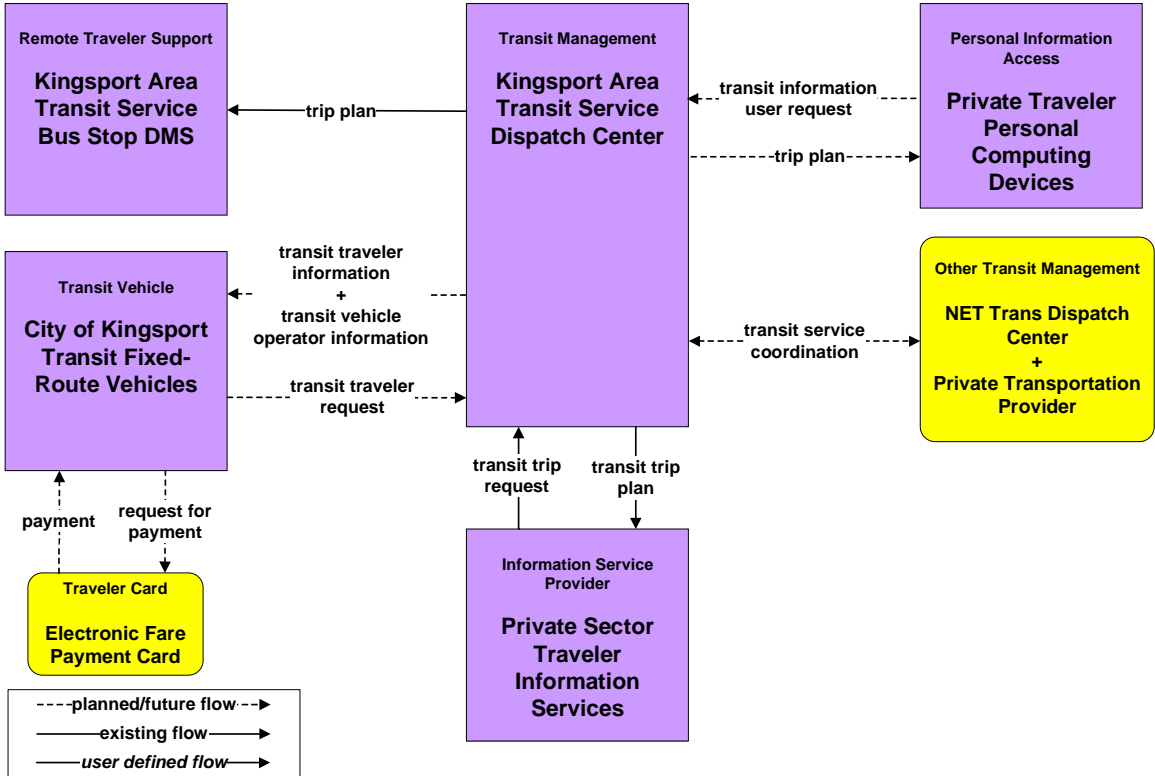 Remote Traveler Support
Kingsport Area
Transit Service
Bus Stop DMS
trip plan
Transit Management
Kingsport Area
Transit Service
Dispatch Center
transit information
user request
trip plan
Personal Information
Access
Private Traveler
Personal
Computing
Devices
Transit Vehicle
City of Kingsport
Transit Fixed-
Route Vehicles
transit traveler
information
+
transit vehicle
operator information
transit traveler
request
transit service
coordination
Other Transit Management
NET Trans Dispatch
Center
+
Private Transportation
Provider
payment
request for
payment
transit trip
request
transit trip
plan
Traveler Card
Electronic Fare
Payment Card
Information Service
Provider
Private Sector
Traveler
Information
Services
planned/future flow
existing flow
user defined flow